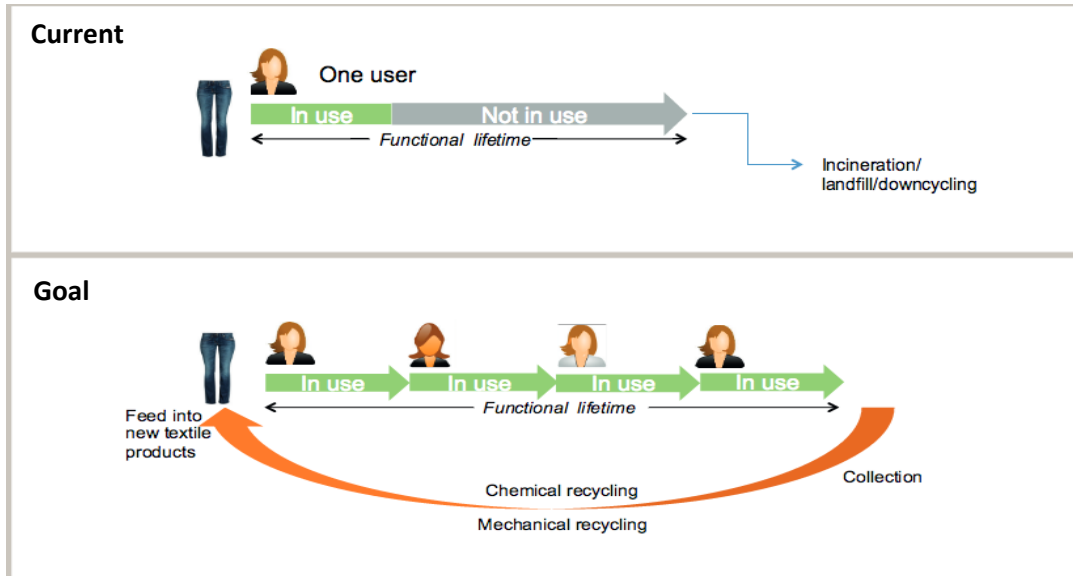 Current
One user
In use
Not in use
Functional lifetime
Incineration/
landfill/downcycling
Goal
In use
In use
In use
In use
Functional lifetime
Feed into
new textile
products
Collection
Chemical recycling
Mechanical recycling